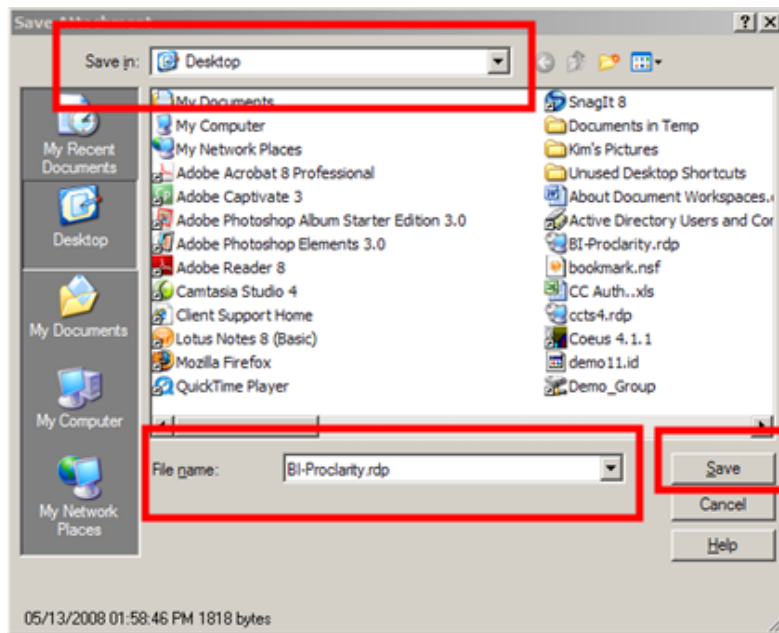 Save Attachment
Save in: Desktop
My Recent
Documents
Desktop
My Documents
My Computer
My Network
Places
My Documents
My Computer
My Network Places
Adobe Acrobat 8 Professional
Adobe Captivate 3
Adobe Photoshop Album Starter Edition 3.0
Adobe Photoshop Elements 3.0
Adobe Reader 8
Camtasia Studio 4
Client Support Home
Lotus Notes 8 (Basic)
Mozilla Firefox
QuickTime Player
SnagIt 8
Documents in Temp
Kim's Pictures
Unused Desktop Shortcuts
About Document Workspaces.
Active Directory Users and Cor
BI-Proclarity.rdp
bookmark.nsf
CC Auth..xls
ccts4.rdp
Coeus 4.1.1
demo11.id
Demo_Group
File name: BI-Proclarity.rdp
Save
Cancel
Help
05/13/2008 01:58:46 PM 1818 bytes